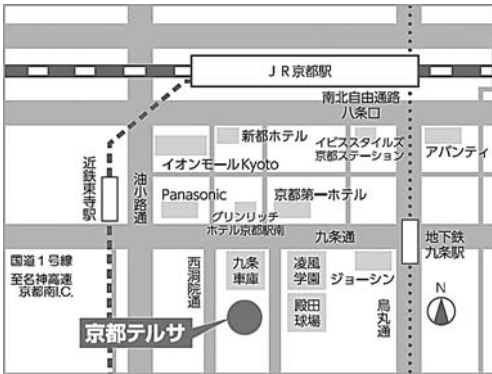 JR京都駅
南北自由通路
八条口
新都ホテル
イビススタイルズ
京都ステーション
アバンティ
イオンモールKyoto
近鉄東寺駅
油小路通
Panasonic
京都第一ホテル
グリンリッチ
ホテル京都駅南
九条通
地下鉄
九条駅
国道1号線
至名神高速
京都南I.C.
西洞院通
九条
車庫
凌風
学園
ジョーシン
殿田
球場
烏丸通
N
京都テルサ